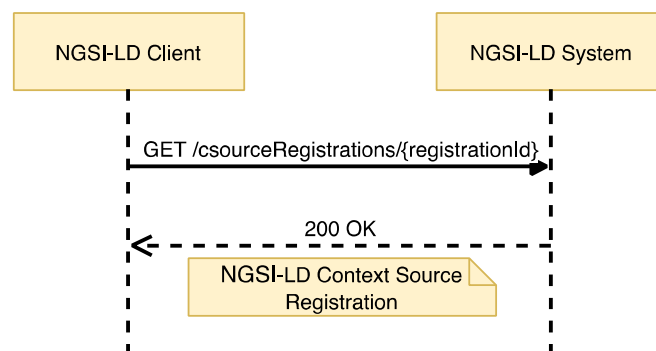 NGSI-LD Client
NGSI-LD System
GET /csourceRegistrations/{registrationId}
200 OK
NGSI-LD Context Source
Registration